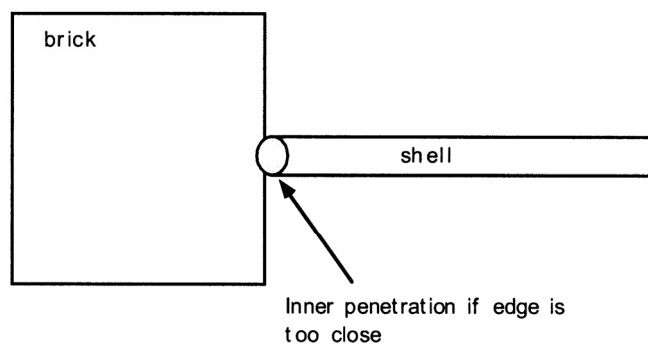 brick
shell
Inner penetration if edge is
too close